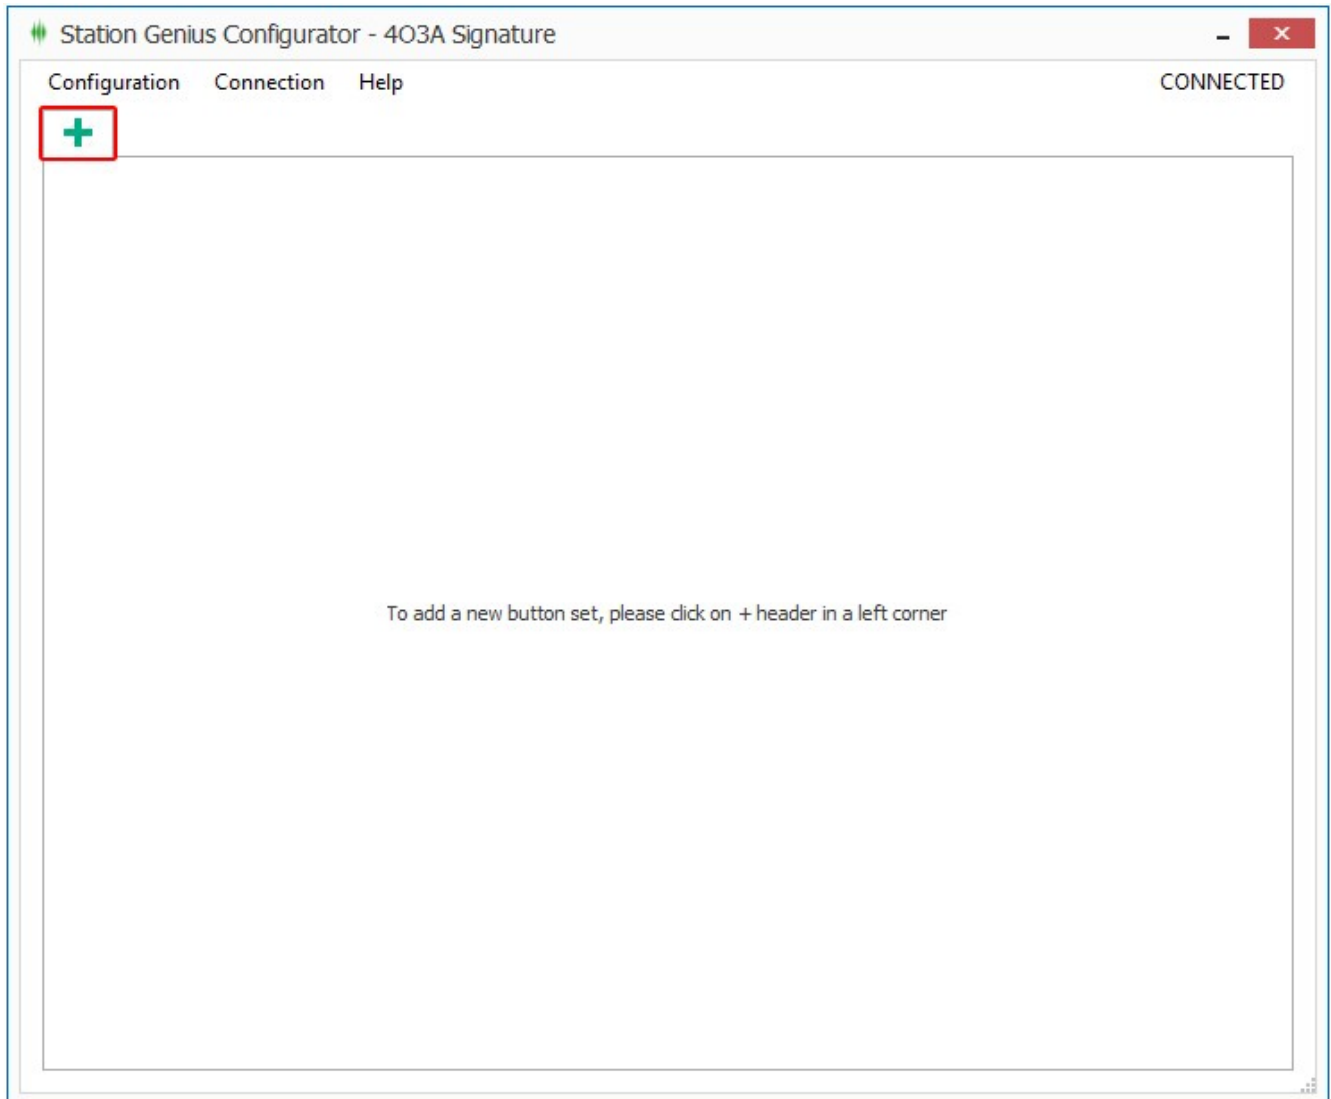 Station Genius Configurator - 4O3A Signature
Configuration Connection Help CONNECTED
+
To add a new button set, please click on + header in a left corner